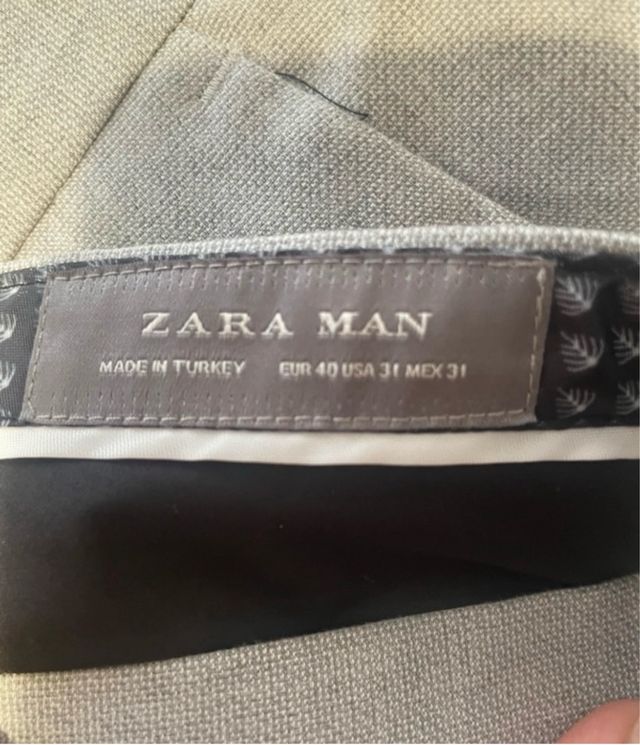 ZARA MAN
MADE IN TURKEY EUR 40 USA 31 MEX 31